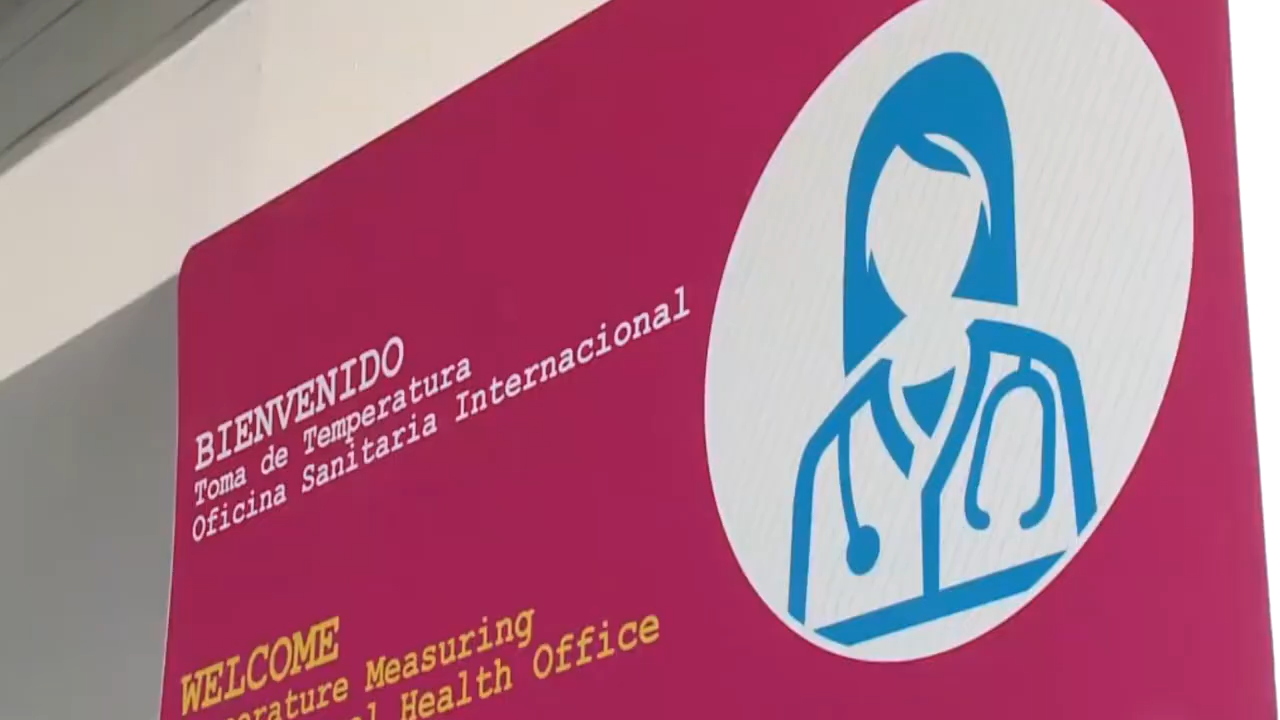 BIENVENIDO
Toma de Temperatura
Oficina Sanitaria Internacional
WELCOME
Measuring
Health Office